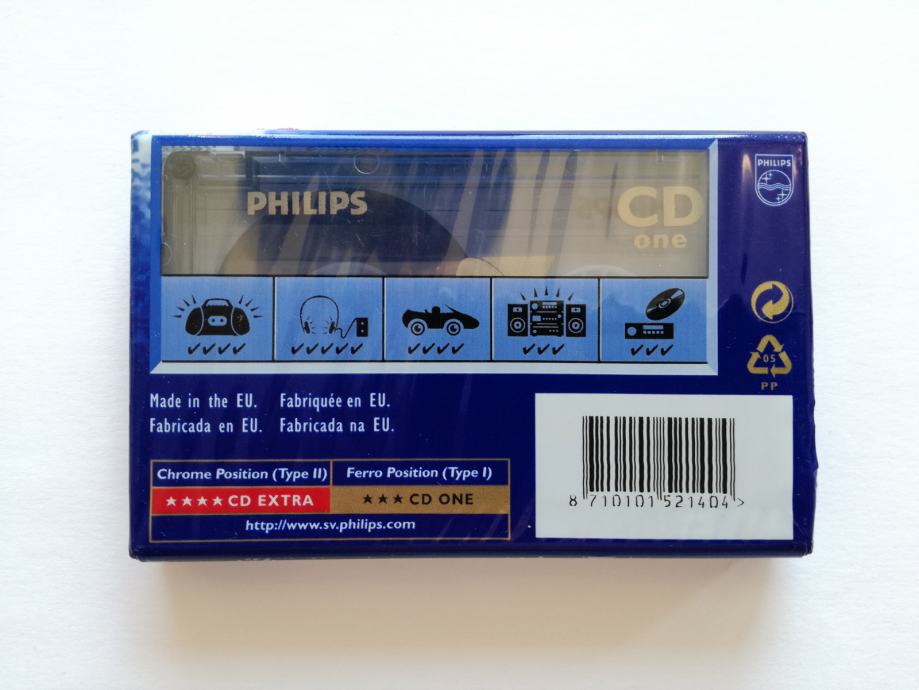 PHILIPS
CD
one
PHILIPS
05
PP
Made in the EU. Fabriquée en EU.
Fabricada en EU. Fabricada na EU.
Chrome Position (Type II) Ferro Position (Type I)
★★★★ CD EXTRA ★★★ CD ONE
http://www.sv.philips.com
8 710101 521404 >